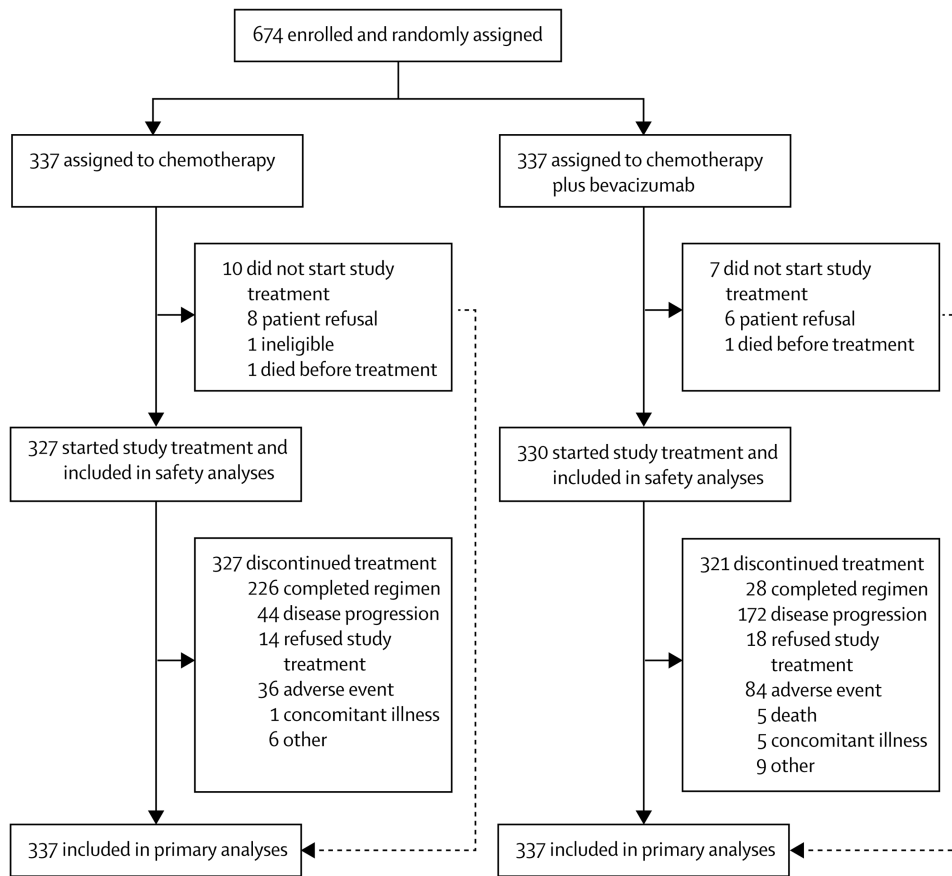 674 enrolled and randomly assigned
337 assigned to chemotherapy
337 assigned to chemotherapy
plus bevacizumab
10 did not start study
treatment
8 patient refusal
1 ineligible
1 died before treatment
7 did not start study
treatment
6 patient refusal
1 died before treatment
327 started study treatment and
included in safety analyses
330 started study treatment and
included in safety analyses
327 discontinued treatment
226 completed regimen
44 disease progression
14 refused study
treatment
36 adverse event
1 concomitant illness
6 other
321 discontinued treatment
28 completed regimen
172 disease progression
18 refused study
treatment
84 adverse event
5 death
5 concomitant illness
9 other
337 included in primary analyses
337 included in primary analyses